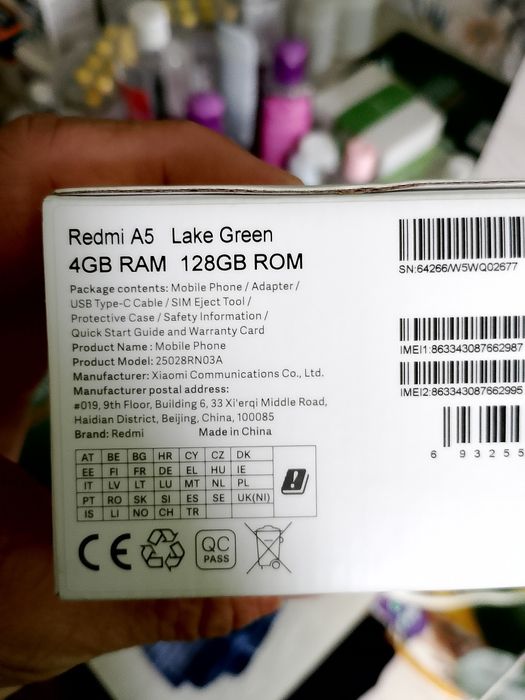 Redmi A5 Lake Green
4GB RAM 128GB ROM
Package contents: Mobile Phone / Adapter /
USB Type-C Cable / SIM Eject Tool /
Protective Case / Safety Information /
Quick Start Guide and Warranty Card
Product Name: Mobile Phone
Product Model: 25028RN03A
Manufacturer: Xiaomi Communications Co., Ltd.
Manufacturer postal address:
#019, 9th Floor, Building 6, 33 Xi'erqi Middle Road,
Haidian District, Beijing, China, 100085
Brand: Redmi Made in China
AT BE BG HR CY CZ DK
EE FI FR DE EL HU IE
IT LV LT LU MT NL PL
PT RO SK SI ES SE UK(NI)
IS LI NO CH TR
CE
QC
PASS
SN:64266/W5WQ02677
IMEI1:863343087662987
IMEI2:863343087662995
6 93255